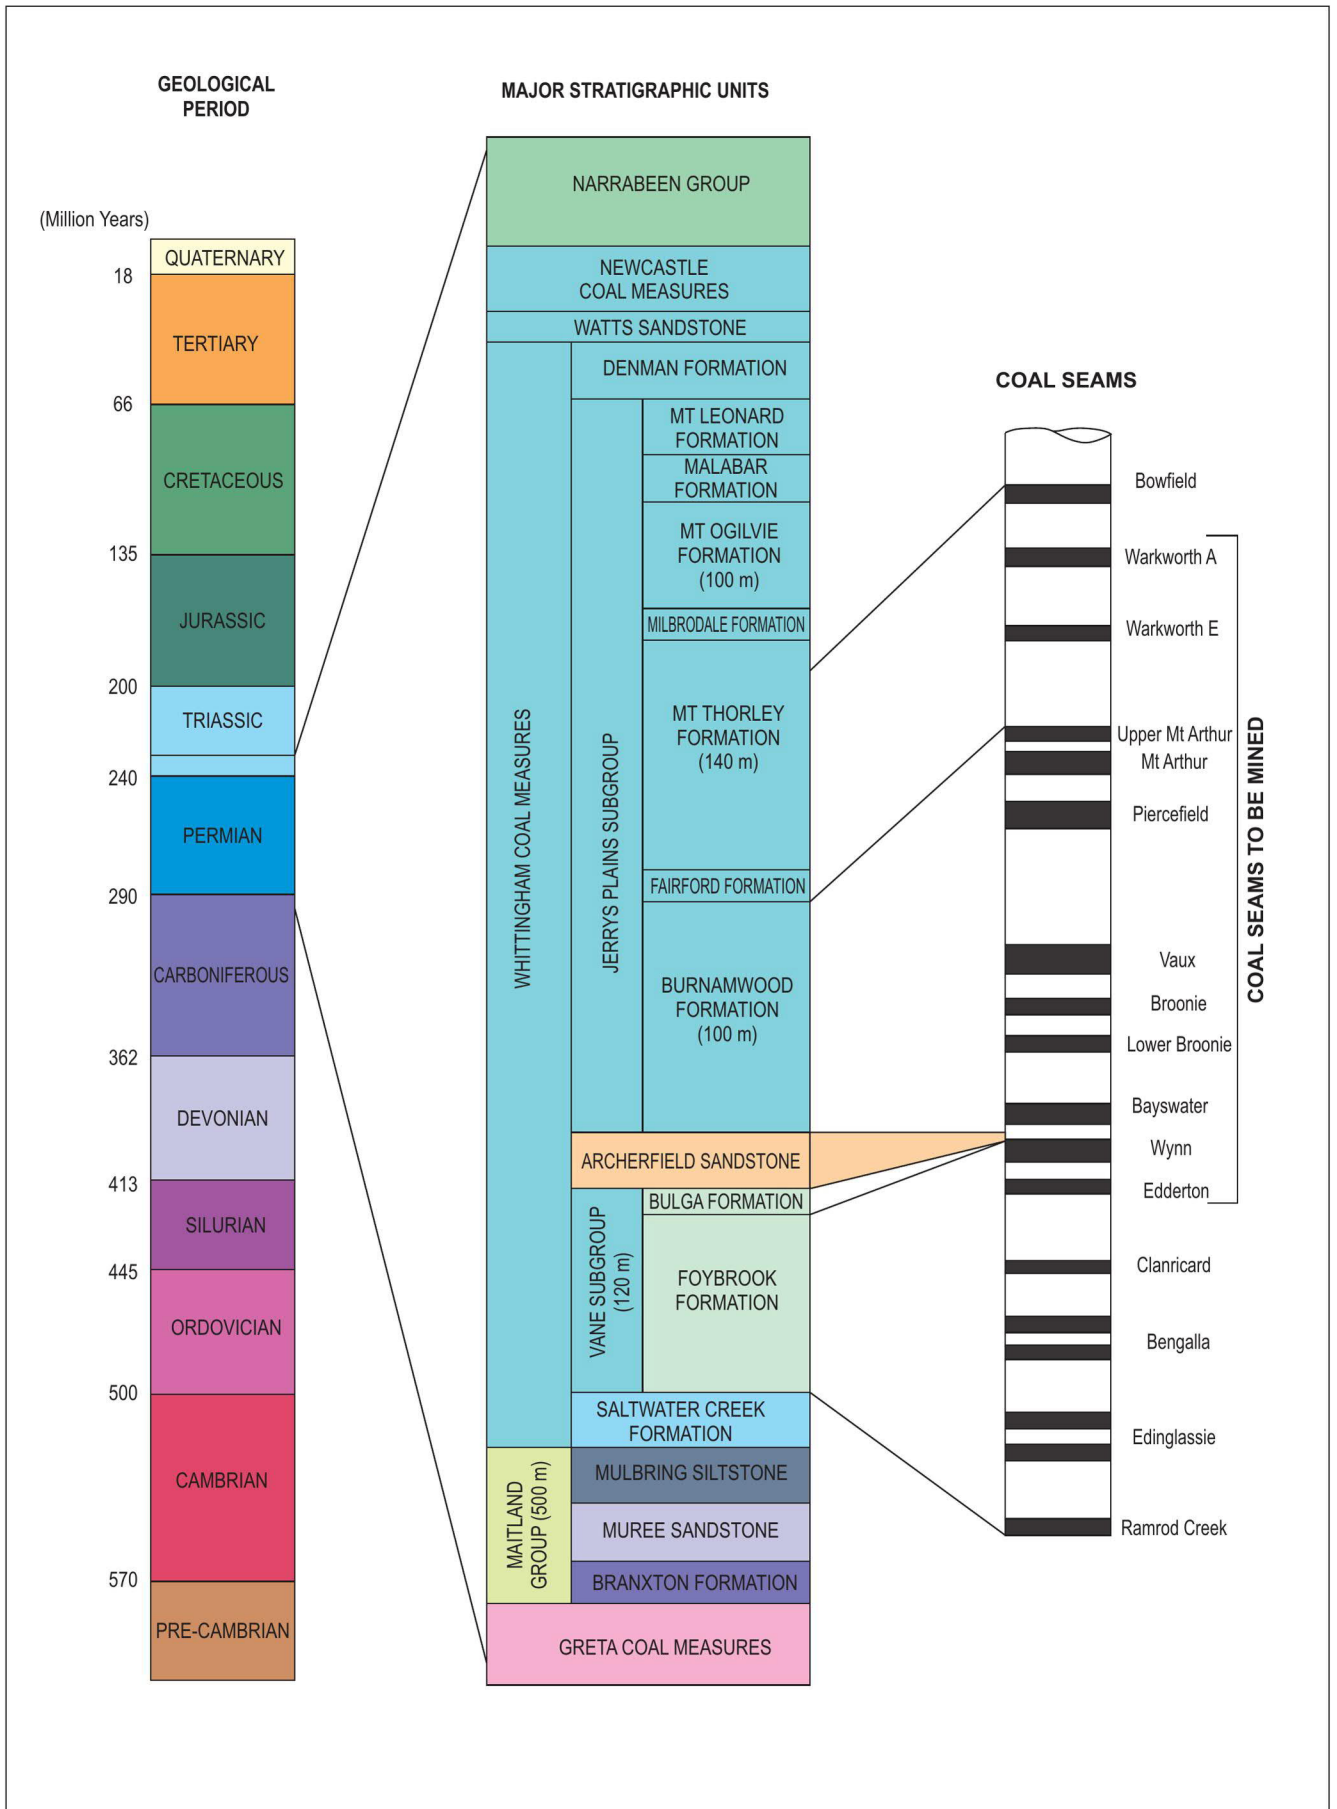 GEOLOGICAL
PERIOD
(Million Years)
QUATERNARY
18
TERTIARY
66
CRETACEOUS
135
JURASSIC
200
TRIASSIC
240
PERMIAN
290
CARBONIFEROUS
362
DEVONIAN
413
SILURIAN
445
ORDOVICIAN
500
CAMBRIAN
570
PRE-CAMBRIAN
MAJOR STRATIGRAPHIC UNITS
NARRABEEN GROUP
NEWCASTLE
COAL MEASURES
WATTS SANDSTONE
WHITTINGHAM COAL MEASURES
DENMAN FORMATION
JERRYS PLAINS SUBGROUP
MT LEONARD
FORMATION
MALABAR
FORMATION
MT OGILVIE
FORMATION
(100 m)
MILBRODALE FORMATION
MT THORLEY
FORMATION
(140 m)
FAIRFORD FORMATION
BURNAMWOOD
FORMATION
(100 m)
ARCHERFIELD SANDSTONE
VANE SUBGROUP
(120 m)
BULGA FORMATION
FOYBROOK
FORMATION
SALTWATER CREEK
FORMATION
MAITLAND
GROUP (500 m)
MULBRING SILTSTONE
MUREE SANDSTONE
BRANXTON FORMATION
GRETA COAL MEASURES
COAL SEAMS
Bowfield
Warkworth A
Warkworth E
Upper Mt Arthur
Mt Arthur
Piercefield
Vaux
Broonie
Lower Broonie
Bayswater
Wynn
Edderton
Clanricard
Bengalla
Edinglassie
Ramrod Creek
COAL SEAMS TO BE MINED